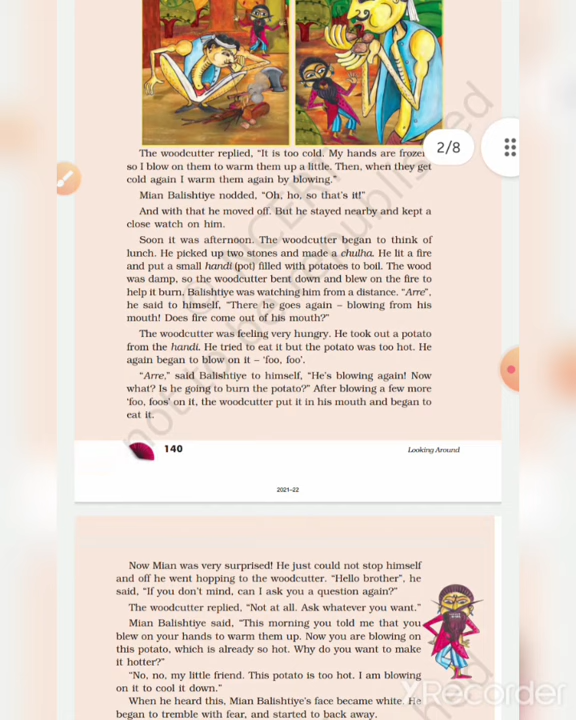 The woodcutter replied, "It is too cold. My hands are frozen
so I blow on them to warm them up a little. Then, when they get
cold again I warm them again by blowing."
2/8
Mian Balishtiye nodded, "Oh, ho, so that's it!"
And with that he moved off. But he stayed nearby and kept a
close watch on him.
Soon it was afternoon. The woodcutter began to think of
lunch. He picked up two stones and made a chulha. He lit a fire
and put a small handi (pot) filled with potatoes to boil. The wood
was damp, so the woodcutter bent down and blew on the fire to
help it burn, Balishtiye was watching him from a distance. "Arre",
he said to himself, "There he goes again – blowing from his
mouth! Does fire come out of his mouth?"
The woodcutter was feeling very hungry. He took out a potato
from the handi. He tried to eat it but the potato was too hot. He
again began to blow on it – 'foo, foo'.
"Arre," said Balishtiye to himself, "He's blowing again! Now
what? Is he going to burn the potato?" After blowing a few more
'foo, foos' on it, the woodcutter put it in his mouth and began to
eat it.
140
Looking Around
2021–22
not to be republished
Now Mian was very surprised! He just could not stop himself
and off he went hopping to the woodcutter. "Hello brother", he
said, "If you don't mind, can I ask you a question again?"
The woodcutter replied, "Not at all. Ask whatever you want."
Mian Balishtiye said, "This morning you told me that you
blew on your hands to warm them up. Now you are blowing on
this potato, which is already so hot. Why do you want to make
it hotter?"
"No, no, my little friend. This potato is too hot. I am blowing
on it to cool it down."
When he heard this, Mian Balishtiye's face became white. He
began to tremble with fear, and started to back away.
XRecorder